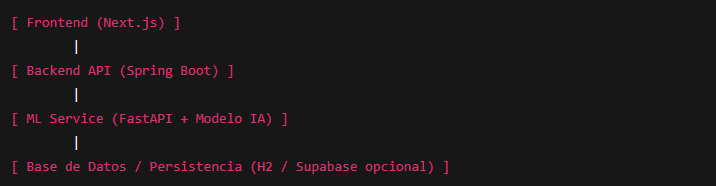 [ Frontend (Next.js) ]
|
[ Backend API (Spring Boot) ]
|
[ ML Service (FastAPI + Modelo IA) ]
|
[ Base de Datos / Persistencia (H2 / Supabase opcional) ]